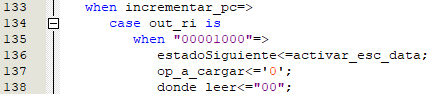 133 when incrementar_pc=>
134 case out_ri is
135 when "00001000"=>
136 estadoSiguiente<=activar_esc_data;
137 op_a_cargar<='0';
138 donde_leer<="00";